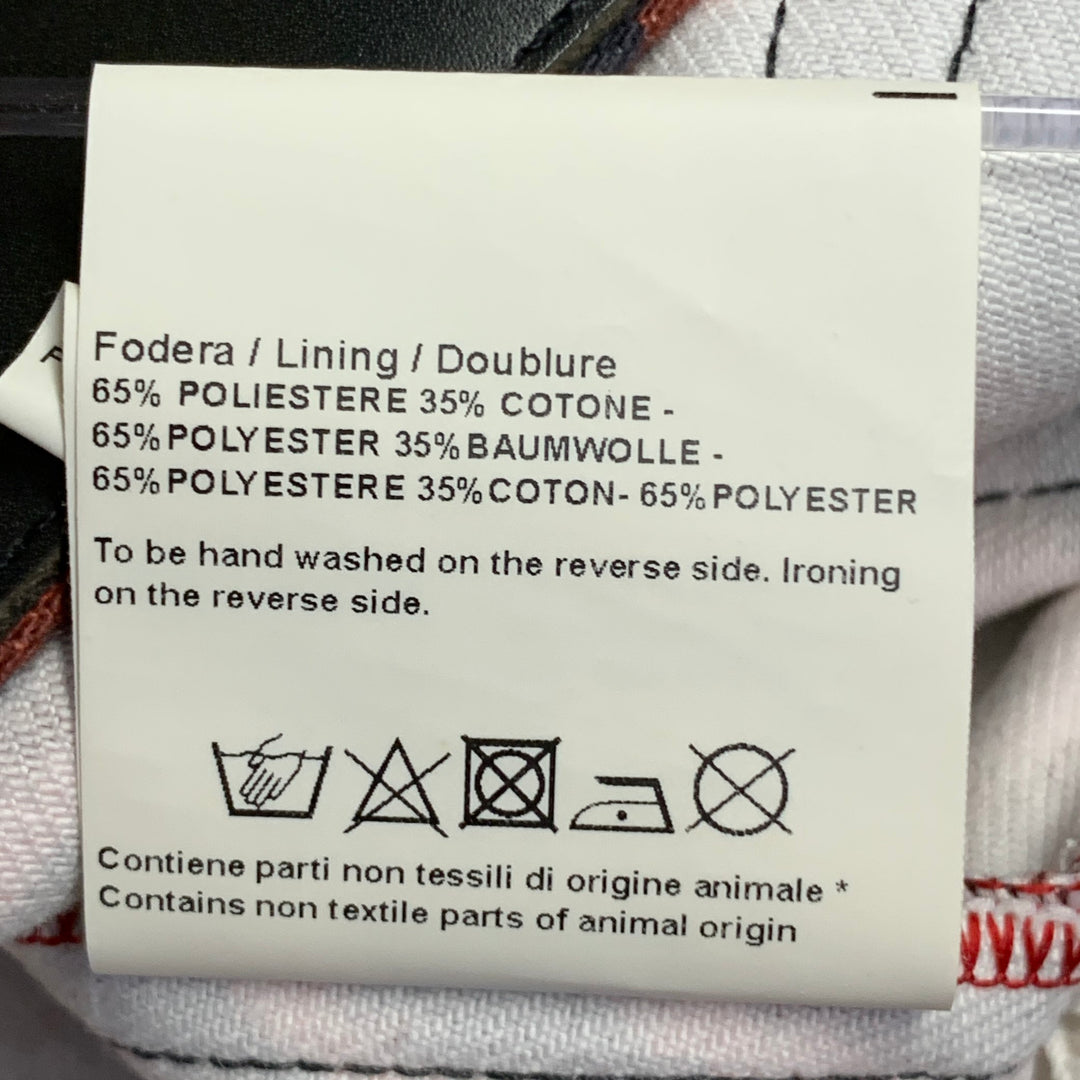 Fodera / Lining / Doublure
65% POLIESTERE 35% COTONE -
65% POLYESTER 35% BAUMWOLLE -
65% POLYESTERE 35% COTON- 65% POLYESTER
To be hand washed on the reverse side. Ironing
on the reverse side.
Contiene parti non tessili di origine animale *
Contains non textile parts of animal origin